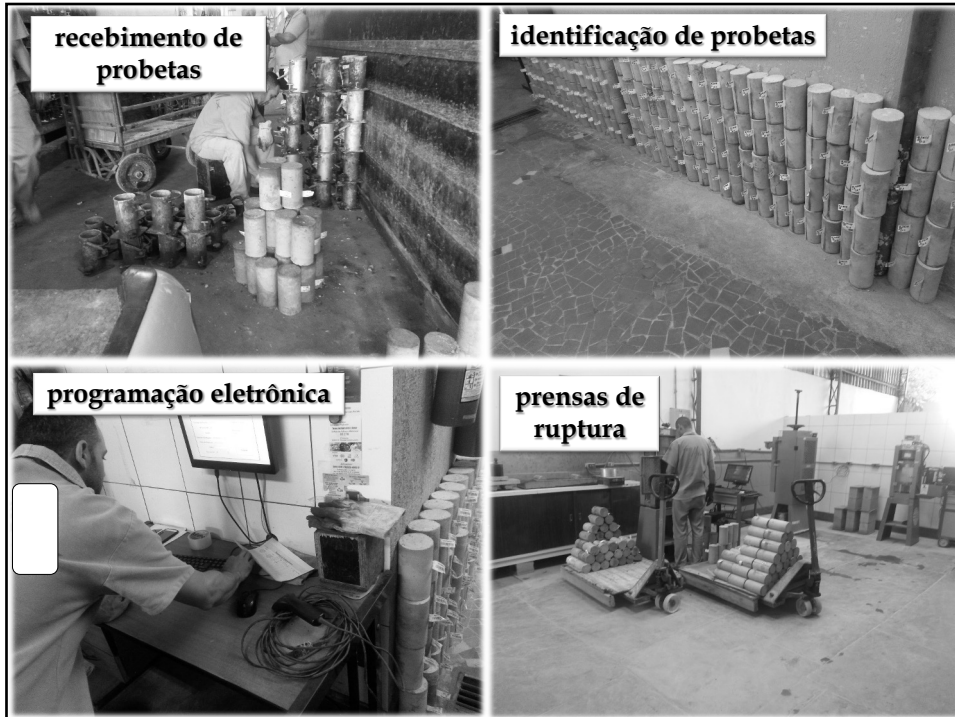 recebimento de
probetas
identificação de probetas
programação eletrônica
prensas de
ruptura